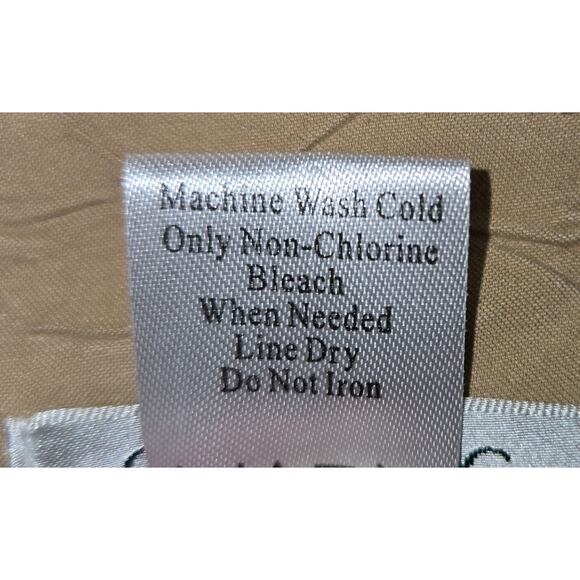 Machine Wash Cold
Only Non-Chlorine
Bleach
When Needed
Line Dry
Do Not Iron